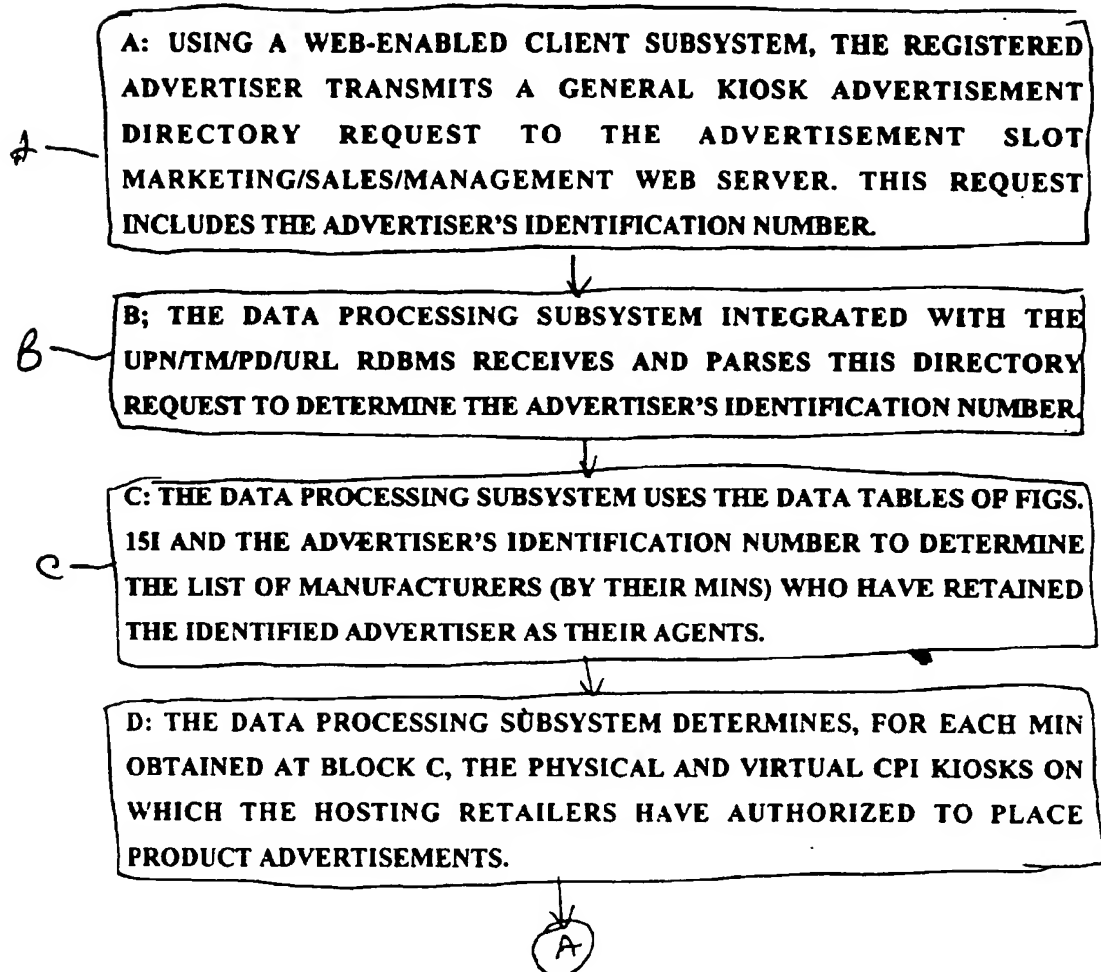 A: USING A WEB-ENABLED CLIENT SUBSYSTEM, THE REGISTERED
ADVERTISER TRANSMITS A GENERAL KIOSK ADVERTISEMENT
DIRECTORY REQUEST TO THE ADVERTISEMENT SLOT
MARKETING/SALES/MANAGEMENT WEB SERVER. THIS REQUEST
INCLUDES THE ADVERTISER'S IDENTIFICATION NUMBER.
A
B; THE DATA PROCESSING SUBSYSTEM INTEGRATED WITH THE
UPN/TM/PD/URL RDBMS RECEIVES AND PARSES THIS DIRECTORY
REQUEST TO DETERMINE THE ADVERTISER'S IDENTIFICATION NUMBER.
B
C: THE DATA PROCESSING SUBSYSTEM USES THE DATA TABLES OF FIGS.
15I AND THE ADVERTISER'S IDENTIFICATION NUMBER TO DETERMINE
THE LIST OF MANUFACTURERS (BY THEIR MINS) WHO HAVE RETAINED
THE IDENTIFIED ADVERTISER AS THEIR AGENTS.
C
D: THE DATA PROCESSING SUBSYSTEM DETERMINES, FOR EACH MIN
OBTAINED AT BLOCK C, THE PHYSICAL AND VIRTUAL CPI KIOSKS ON
WHICH THE HOSTING RETAILERS HAVE AUTHORIZED TO PLACE
PRODUCT ADVERTISEMENTS.
A